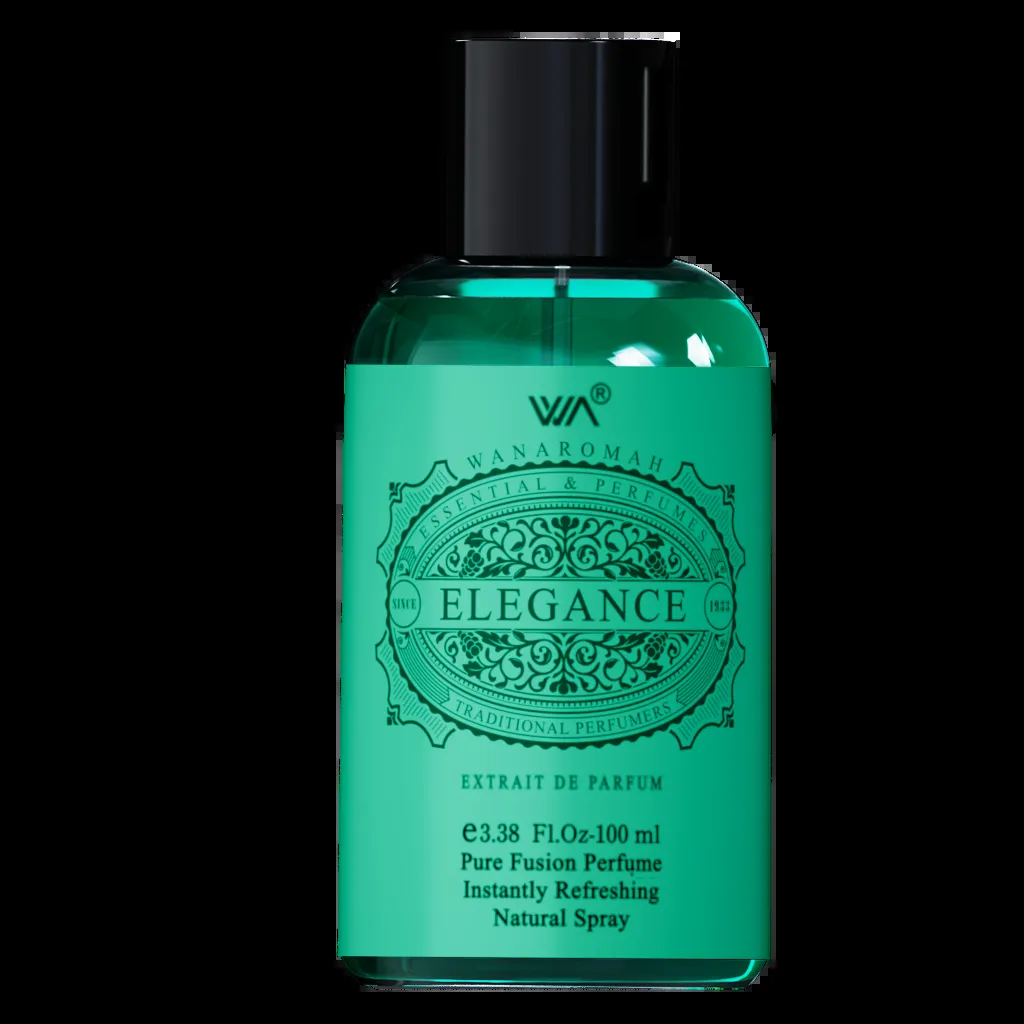 WA®
WANAROMAH
ESSENTIAL & PERFUMES
SINCE
ELEGANCE
TRADITIONAL PERFUMERS
EXTRAIT DE PARFUM
℮3.38 Fl.Oz-100 ml
Pure Fusion Perfume
Instantly Refreshing
Natural Spray